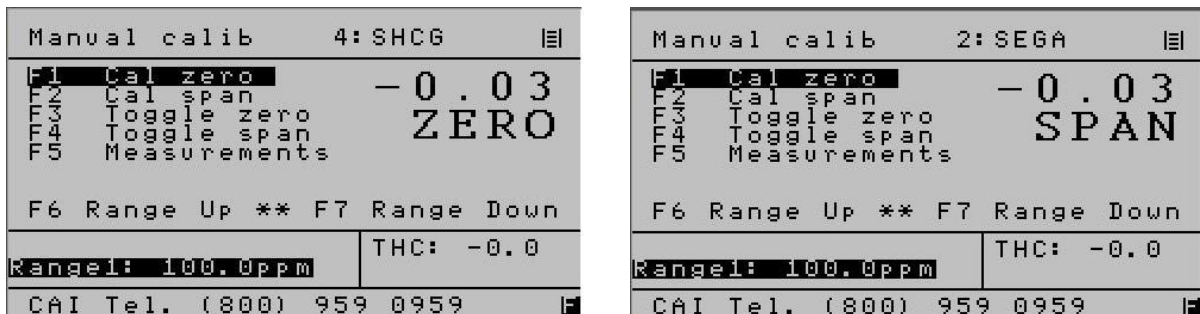 Manual calib 4:SHCG
F1 Cal zero
F2 Cal span
F3 Toggle zero
F4 Toggle span
F5 Measurements
-0.03
ZERO
F6 Range Up ** F7 Range Down
Range1: 100.0ppm
THC: -0.0
CAI Tel. (800) 959 0959 F
Manual calib 2:SEGA
F1 Cal zero
F2 Cal span
F3 Toggle zero
F4 Toggle span
F5 Measurements
-0.03
SPAN
F6 Range Up ** F7 Range Down
Range1: 100.0ppm
THC: -0.0
CAI Tel. (800) 959 0959 F